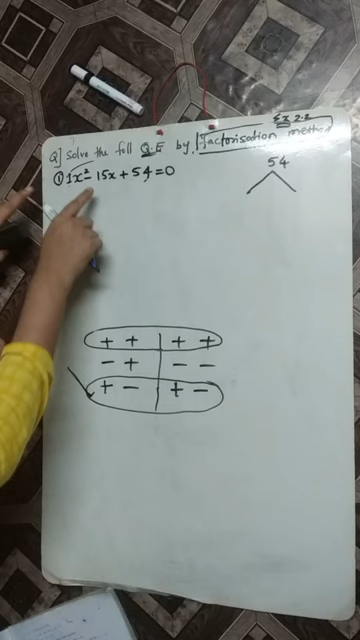 Ex 2.2
Q] Solve the foll Q.E by Factorisation method
① 1x² - 15x + 54 = 0
54
+ + | + +
- + | - -
+ - | + -